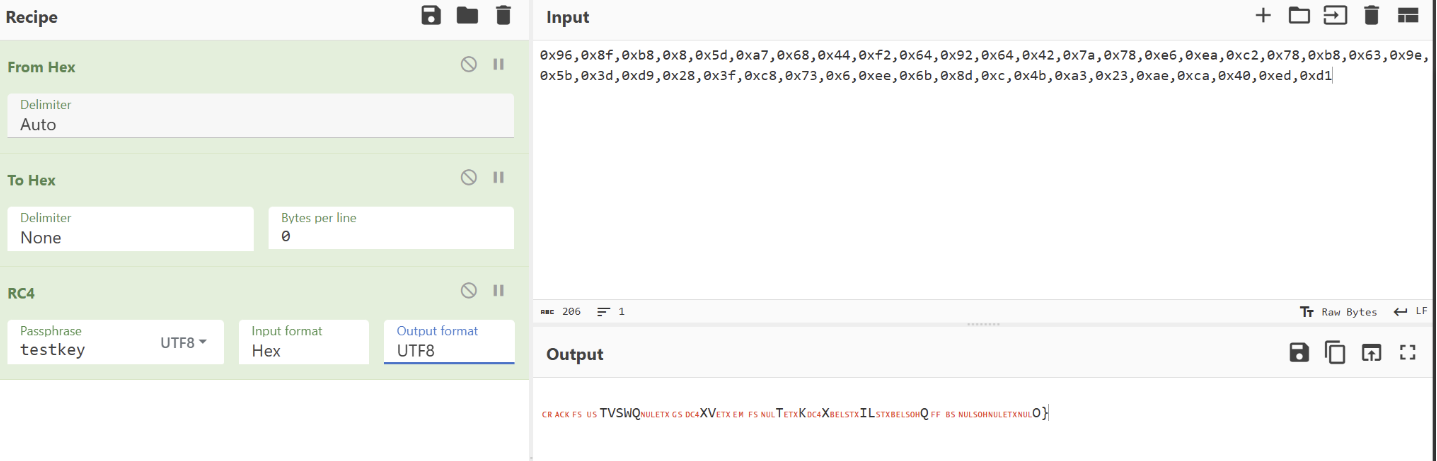 Recipe
From Hex
Delimiter
Auto
To Hex
Delimiter
None
Bytes per line
0
RC4
Passphrase
testkey
UTF8
Input format
Hex
Output format
UTF8
Input
0x96,0x8f,0xb8,0x8,0x5d,0xa7,0x68,0x44,0xf2,0x64,0x92,0x64,0x42,0x7a,0x78,0xe6,0xea,0xc2,0x78,0xb8,0x63,0x9e,
0x5b,0x3d,0xd9,0x28,0x3f,0xc8,0x73,0x6,0xee,0x6b,0x8d,0xc,0x4b,0xa3,0x23,0xae,0xca,0x40,0xed,0xd1
ABC 206 1
Tr Raw Bytes LF
Output
CR ACK FS US TVSWQ NUL ETX GS DC4 XV ETX EM FS NUL T ETX K DC4 X BEL STX IL STX BEL SOH Q FF BS NUL SOH NUL ETX NUL O}